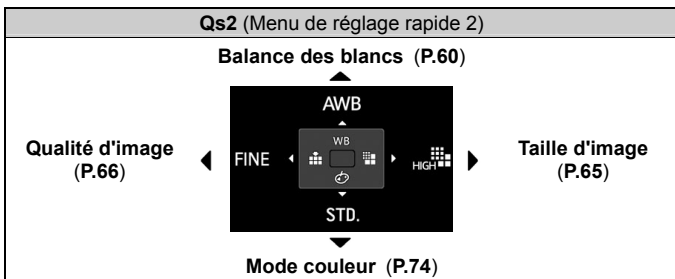 Qs2 (Menu de réglage rapide 2)
Balance des blancs (P.60)
AWB
WB
Qualité d'image
(P.66)
FINE
HIGH
Taille d'image
(P.65)
STD.
Mode couleur (P.74)